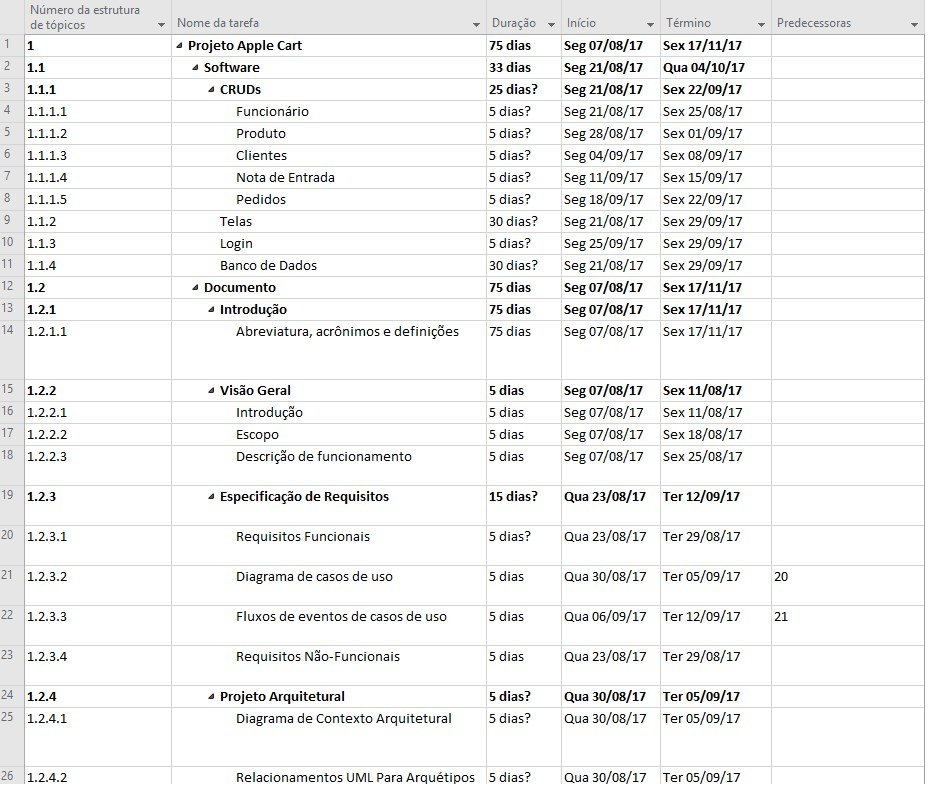 Número da estrutura de tópicos Nome da tarefa Duração Início Término Predecessoras
1 1 Projeto Apple Cart 75 dias Seg 07/08/17 Sex 17/11/17
2 1.1 Software 33 dias Seg 21/08/17 Qua 04/10/17
3 1.1.1 CRUDs 25 dias? Seg 21/08/17 Sex 22/09/17
4 1.1.1.1 Funcionário 5 dias? Seg 21/08/17 Sex 25/08/17
5 1.1.1.2 Produto 5 dias? Seg 28/08/17 Sex 01/09/17
6 1.1.1.3 Clientes 5 dias? Seg 04/09/17 Sex 08/09/17
7 1.1.1.4 Nota de Entrada 5 dias? Seg 11/09/17 Sex 15/09/17
8 1.1.1.5 Pedidos 5 dias? Seg 18/09/17 Sex 22/09/17
9 1.1.2 Telas 30 dias? Seg 21/08/17 Sex 29/09/17
10 1.1.3 Login 5 dias? Seg 25/09/17 Sex 29/09/17
11 1.1.4 Banco de Dados 30 dias? Seg 21/08/17 Sex 29/09/17
12 1.2 Documento 75 dias Seg 07/08/17 Sex 17/11/17
13 1.2.1 Introdução 75 dias Seg 07/08/17 Sex 17/11/17
14 1.2.1.1 Abreviatura, acrônimos e definições 75 dias Seg 07/08/17 Sex 17/11/17
15 1.2.2 Visão Geral 5 dias Seg 07/08/17 Sex 11/08/17
16 1.2.2.1 Introdução 5 dias Seg 07/08/17 Sex 11/08/17
17 1.2.2.2 Escopo 5 dias Seg 07/08/17 Sex 18/08/17
18 1.2.2.3 Descrição de funcionamento 5 dias Seg 07/08/17 Sex 25/08/17
19 1.2.3 Especificação de Requisitos 15 dias? Qua 23/08/17 Ter 12/09/17
20 1.2.3.1 Requisitos Funcionais 5 dias? Qua 23/08/17 Ter 29/08/17
21 1.2.3.2 Diagrama de casos de uso 5 dias Qua 30/08/17 Ter 05/09/17 20
22 1.2.3.3 Fluxos de eventos de casos de uso 5 dias Qua 06/09/17 Ter 12/09/17 21
23 1.2.3.4 Requisitos Não-Funcionais 5 dias Qua 23/08/17 Ter 29/08/17
24 1.2.4 Projeto Arquitetural 5 dias? Qua 30/08/17 Ter 05/09/17
25 1.2.4.1 Diagrama de Contexto Arquitetural 5 dias? Qua 30/08/17 Ter 05/09/17
26 1.2.4.2 Relacionamentos UML Para Arquétipos 5 dias? Qua 30/08/17 Ter 05/09/17